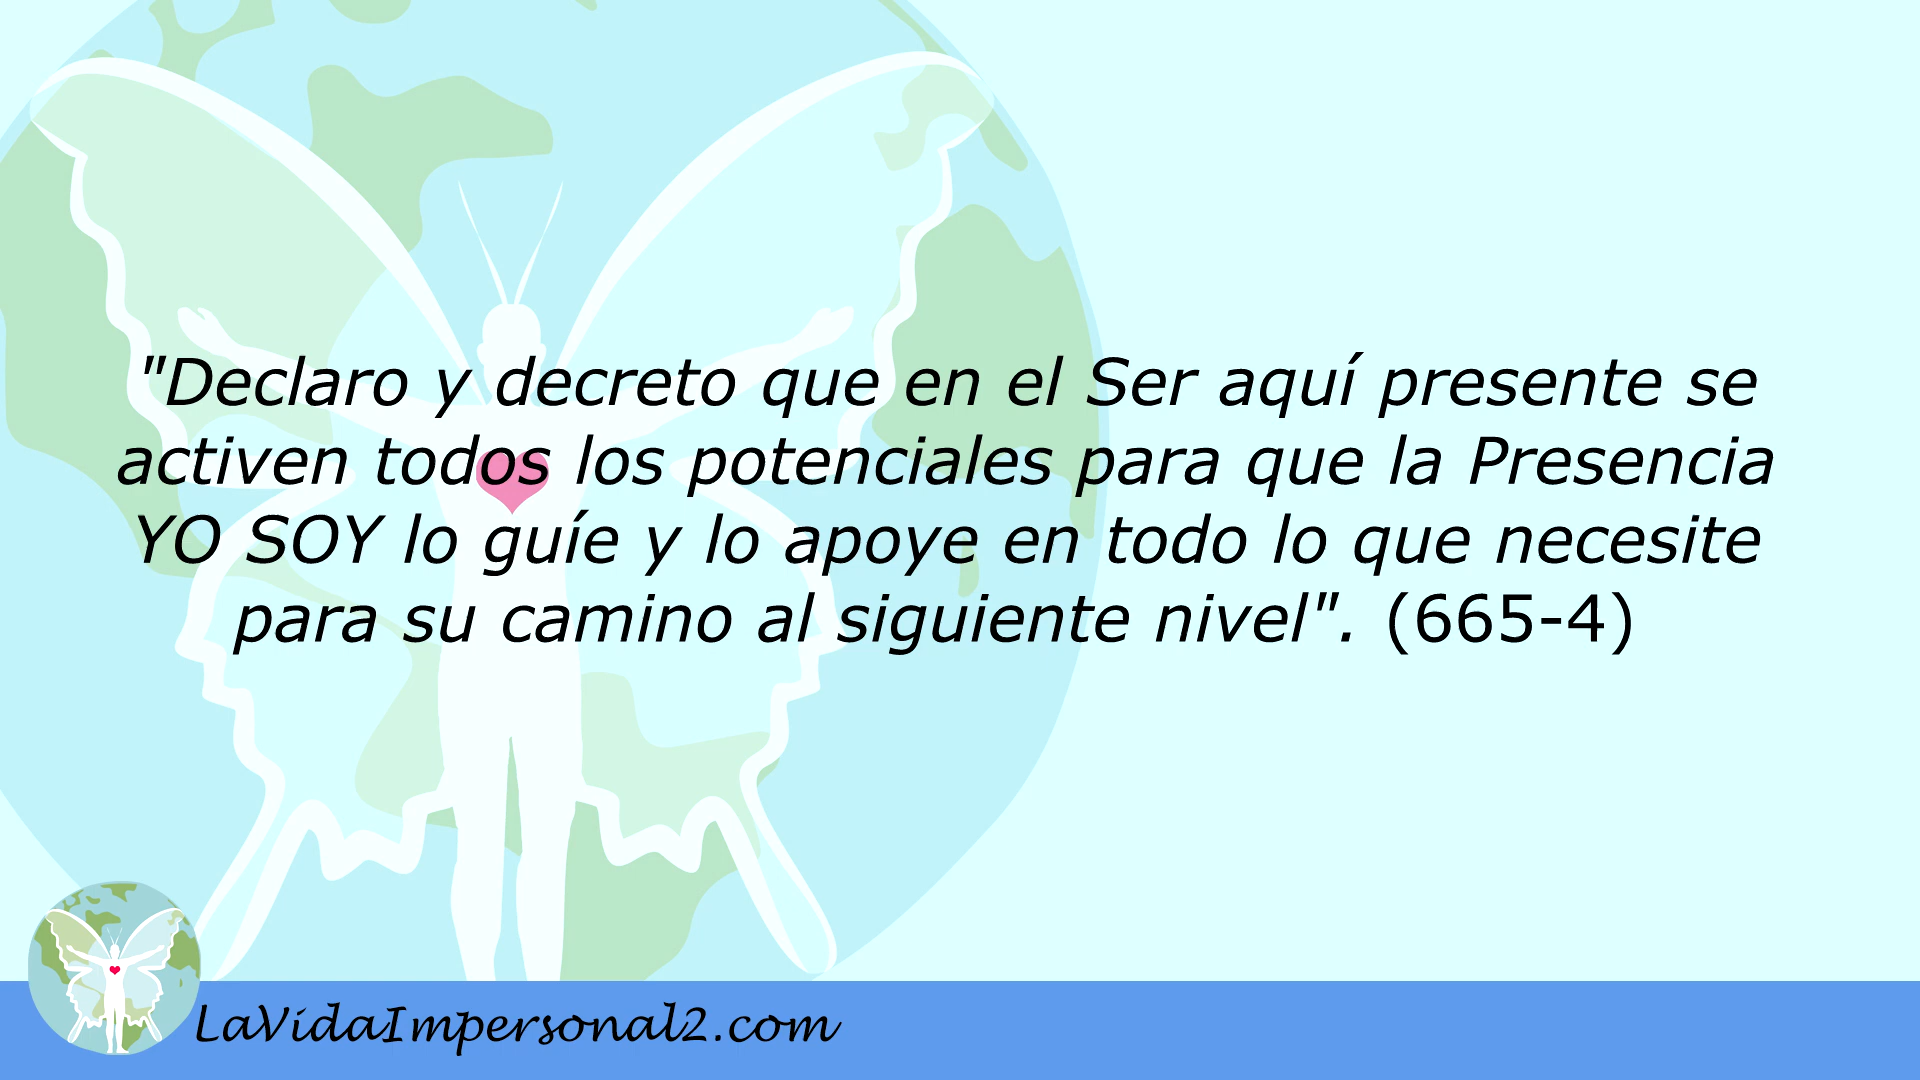 "Declaro y decreto que en el Ser aquí presente se
activen todos los potenciales para que la Presencia
YO SOY lo guíe y lo apoye en todo lo que necesite
para su camino al siguiente nivel". (665-4)
LaVidaImpersonal2.com